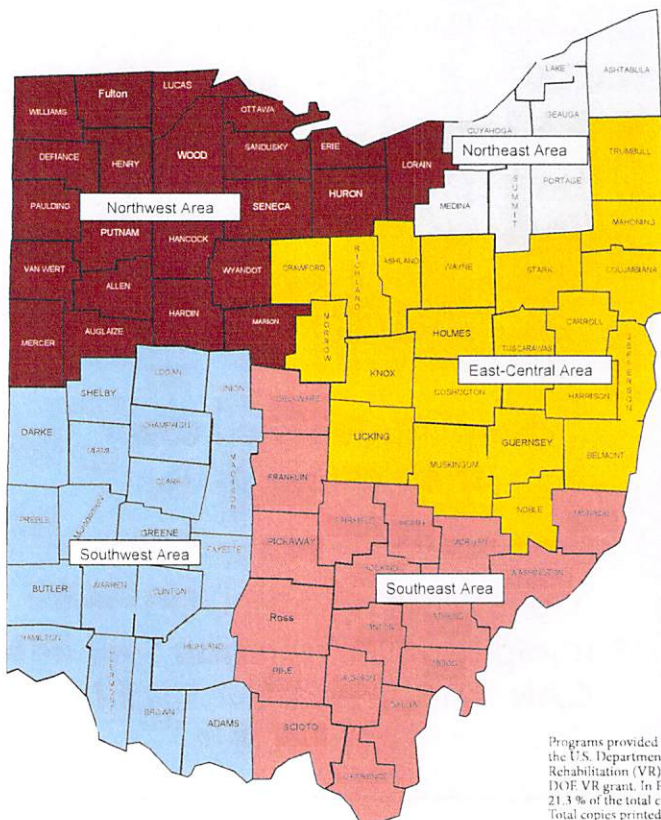 LAKE
ASHTABULA
LUCAS
Fulton
WILLIAMS
OTTAWA
GEAUGA
CUYAHOGA
Northeast Area
TRUMBULL
DEFIANCE
HENRY
WOOD
SANDUSKY
ERIE
LORAIN
SUMMIT
PORTAGE
MEDINA
PAULDING
Northwest Area
SENECA
HURON
MAHONING
PUTNAM
HANCOCK
VAN WERT
WYANDOT
CRAWFORD
RICHLAND
ASHLAND
WAYNE
STARK
COLUMBIANA
ALLEN
HARDIN
MARION
MORROW
HOLMES
CARROLL
MERCER
AUGLAIZE
TUSCARAWAS
JEFFERSON
LOGAN
KNOX
East-Central Area
SHELBY
UNION
DELAWARE
COSHOCTON
HARRISON
DARKE
CHAMPAIGN
LICKING
GUERNSEY
BELMONT
MIAMI
MADISON
MUSKINGUM
CLARK
FRANKLIN
NOBLE
MONROE
PREBLE
Montgomery
GREENE
FAIRFIELD
PERRY
MORGAN
Southwest Area
FAYETTE
PICKAWAY
WASHINGTON
HOCKING
Southeast Area
BUTLER
WARREN
CLINTON
Ross
VINTON
ATHENS
HAMILTON
HIGHLAND
MEIGS
PIKE
JACKSON
CLERMONT
BROWN
ADAMS
SCIOTO
GALLIA
LAWRENCE
Programs provided
the U.S. Department
Rehabilitation (VR)
DOE VR grant. In F
21.3 % of the total c
Total copies printed